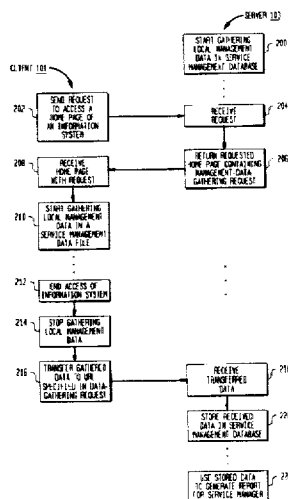 SERVER 103
200
START GATHERING
LOCAL MANAGEMENT
DATA IN SERVICE
MANAGEMENT DATABASE
CLIENT 101
202
SEND REQUEST
TO ACCESS A
HOME PAGE OF
AN INFORMATION
SYSTEM
204
RECEIVE
REQUEST
206
RETURN REQUESTED
HOME PAGE CONTAINING
MANAGEMENT-DATA
GATHERING REQUEST
208
RECEIVE
HOME PAGE
WITH REQUEST
210
START GATHERING
LOCAL MANAGEMENT
DATA IN A
SERVICE MANAGEMENT
DATA FILE
212
END ACCESS OF
INFORMATION SYSTEM
214
STOP GATHERING
LOCAL MANAGEMENT
DATA
216
TRANSFER GATHERED
DATA TO URL
SPECIFIED IN DATA-
GATHERING REQUEST
RECEIVE
TRANSFERRED
DATA
STORE RECEIVED
DATA IN SERVICE
MANAGEMENT DATABASE
USE STORED DATA
TO GENERATE REPORT
FOR SERVICE MANAGER